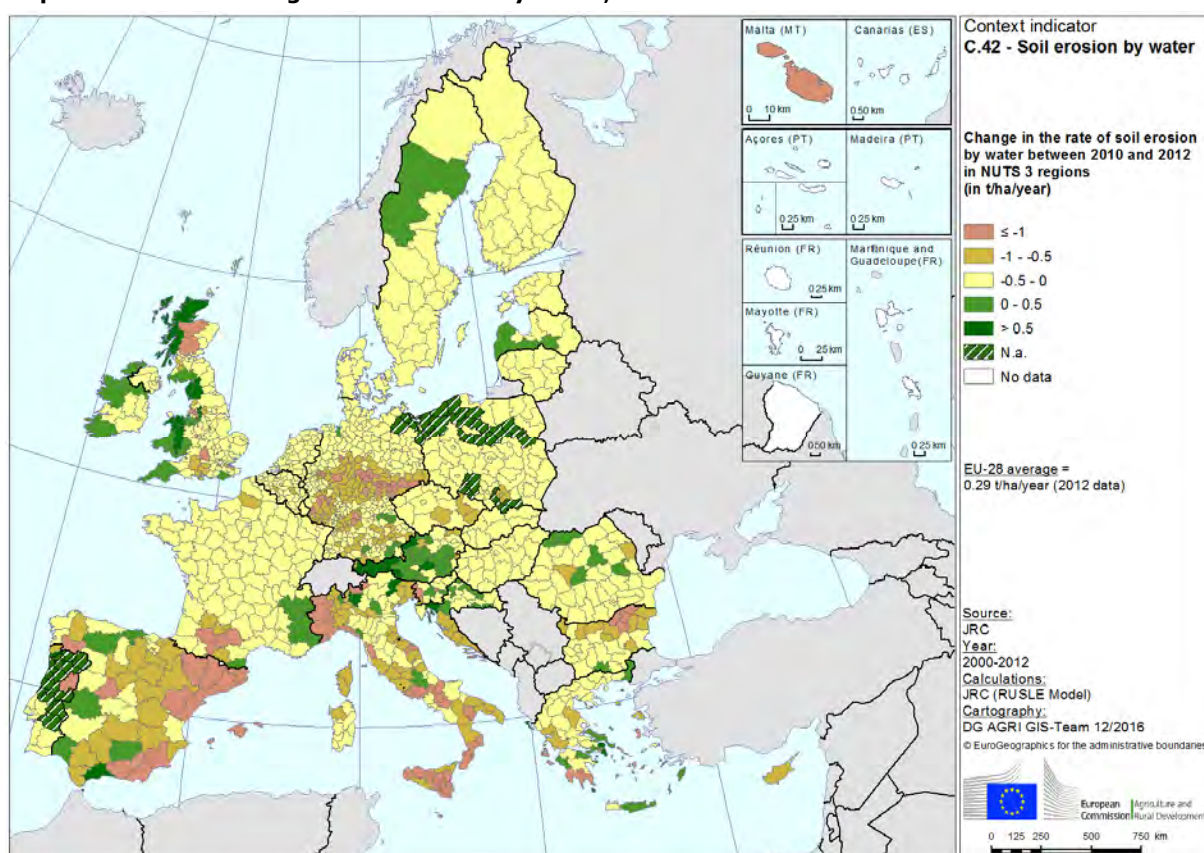 Malta (MT)
0 10 km
Canarias (ES)
0 50 km
Açores (PT)
0 25 km
Madeira (PT)
0 25 km
Réunion (FR)
0 25 km
Martinique and
Guadeloupe(FR)
Mayotte (FR)
0 25 km
Guyane (FR)
0 50 km
0 25 km
Context indicator
C.42 - Soil erosion by water
Change in the rate of soil erosion
by water between 2010 and 2012
in NUTS 3 regions
(in t/ha/year)
≤ -1
-1 - -0.5
-0.5 - 0
0 - 0.5
> 0.5
N.a.
No data
EU-28 average =
0.29 t/ha/year (2012 data)
Source:
JRC
Year:
2000-2012
Calculations:
JRC (RUSLE Model)
Cartography:
DG AGRI GIS-Team 12/2016
© EuroGeographics for the administrative boundaries
European
Commission
Agriculture and
Rural Development
0 125 250 500 750 km